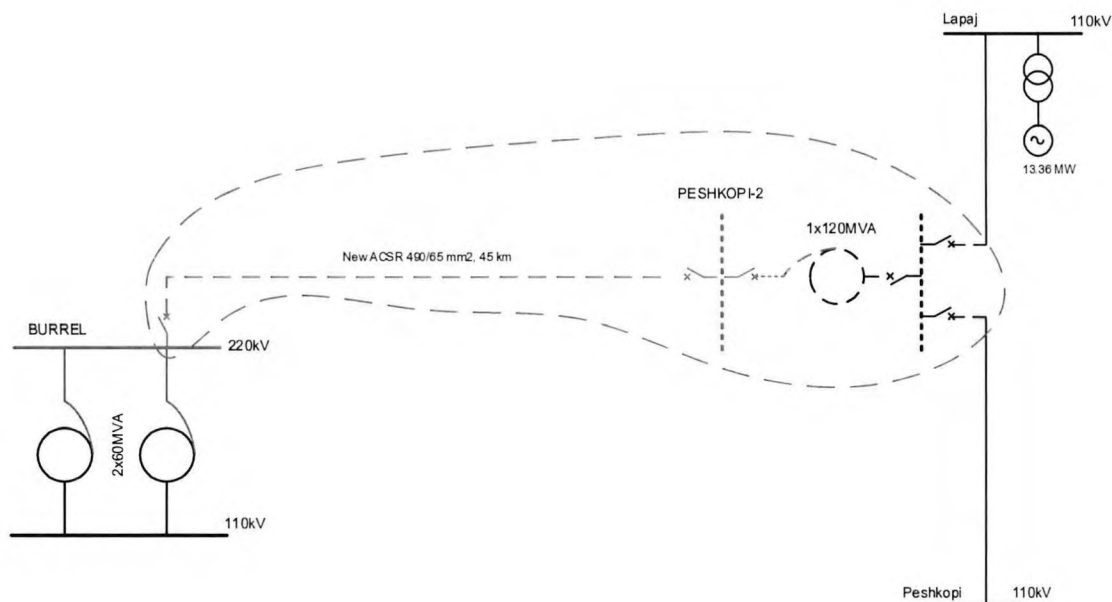 Lapaj 110kV
13.36 MW
PESHKOPI-2
1x120MVA
New ACSR 490/65 mm2, 45 km
BURREL
220kV
2x60MVA
110kV
Peshkopi 110kV